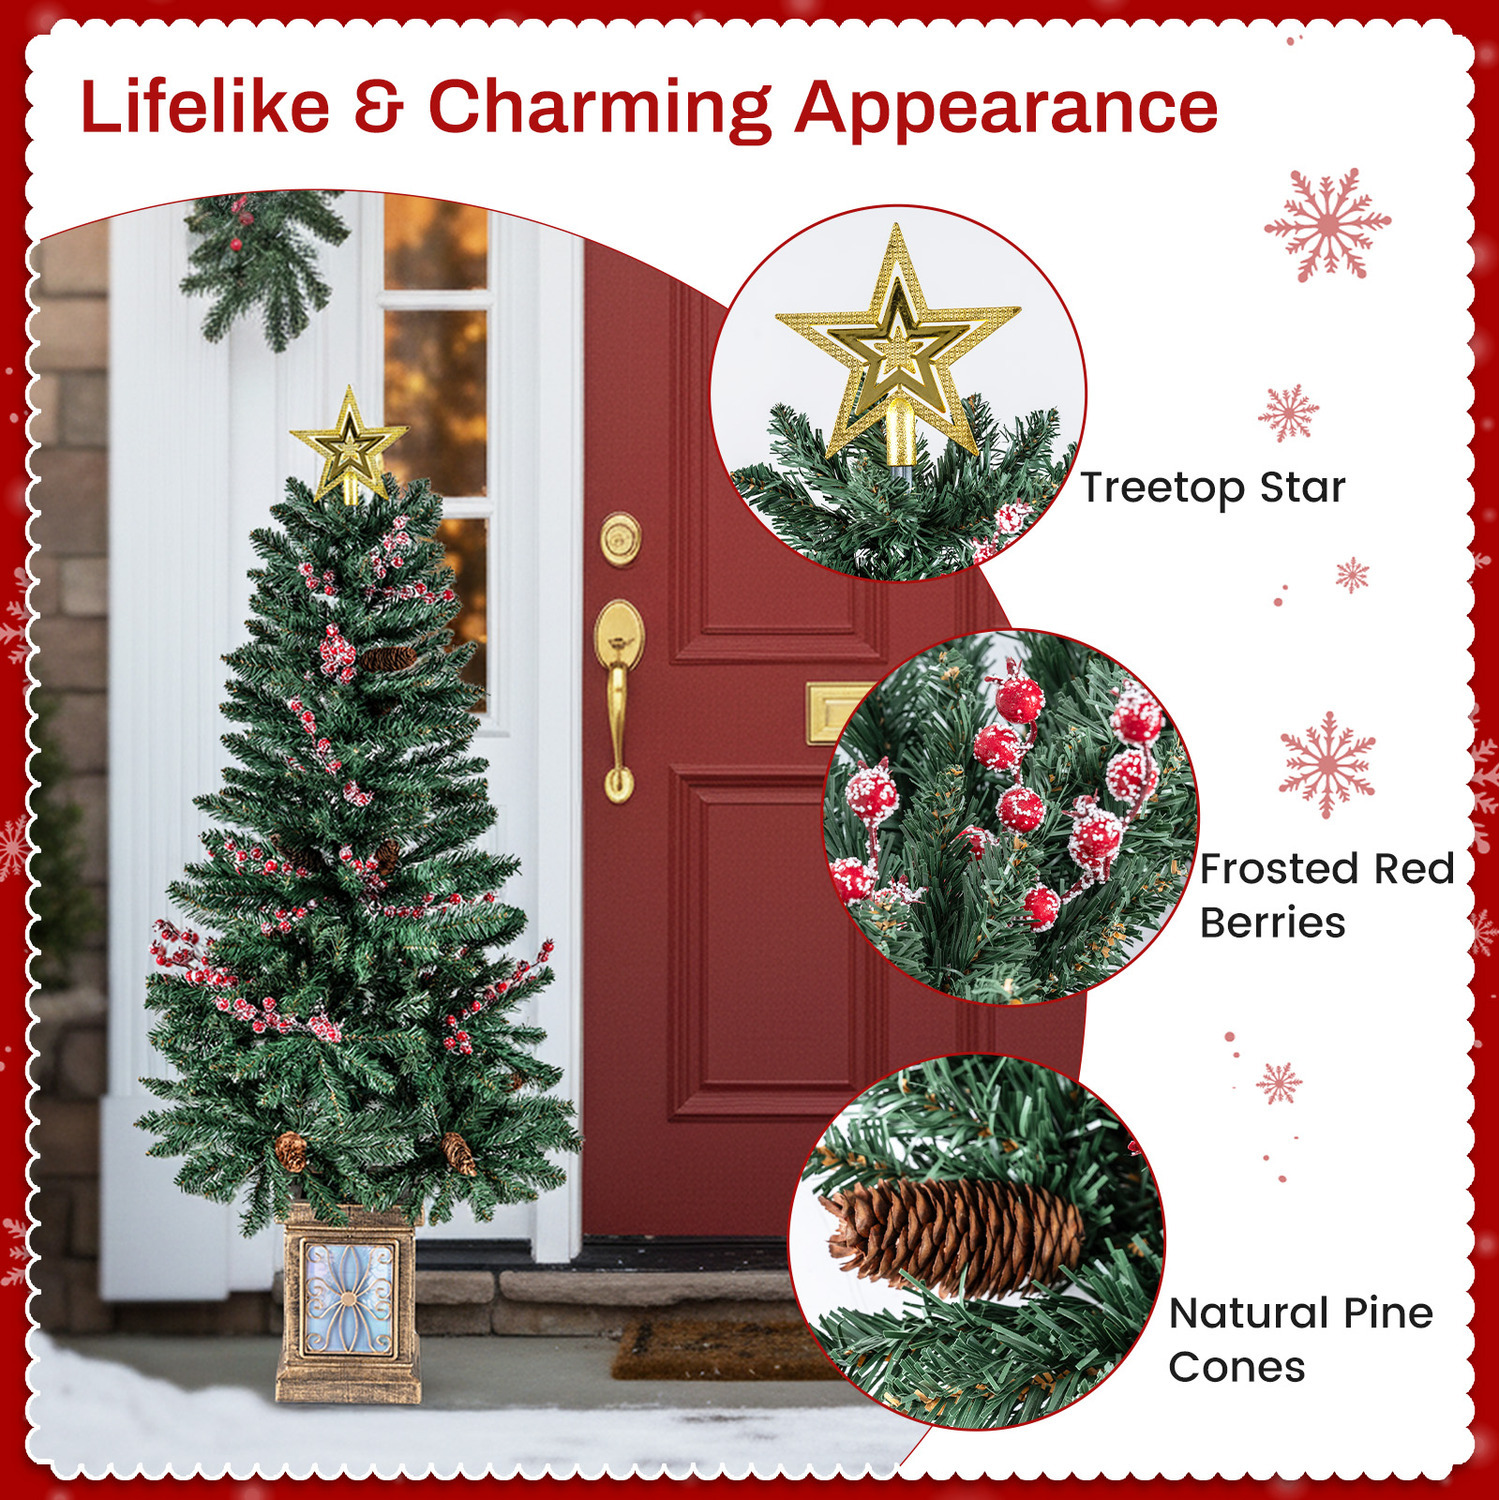 Lifelike & Charming Appearance
Treetop Star
Frosted Red
Berries
Natural Pine
Cones